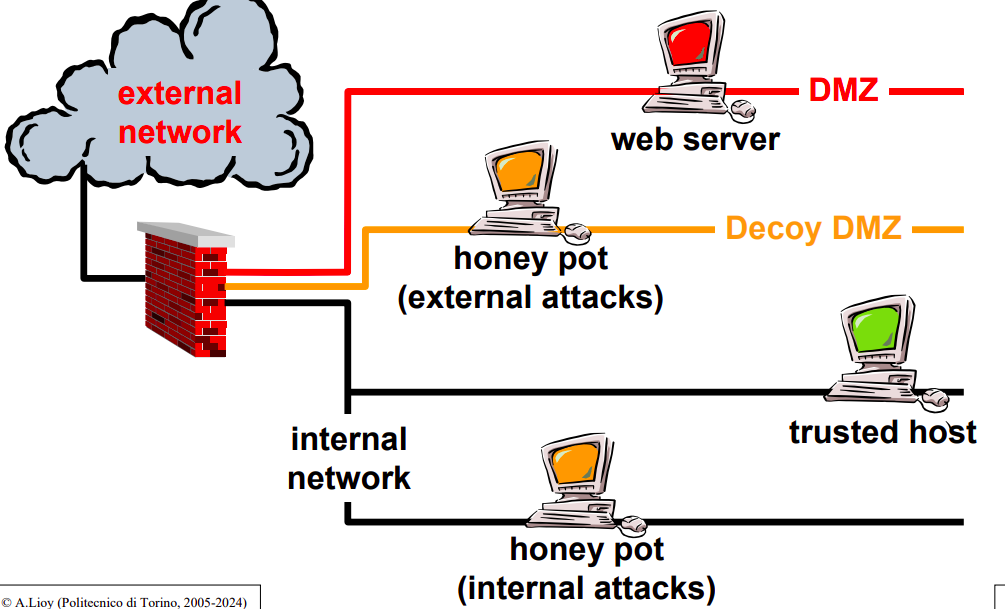 external
network
DMZ
web server
Decoy DMZ
honey pot
(external attacks)
trusted host
internal
network
honey pot
(internal attacks)
© A.Lioy (Politecnico di Torino, 2005-2024)